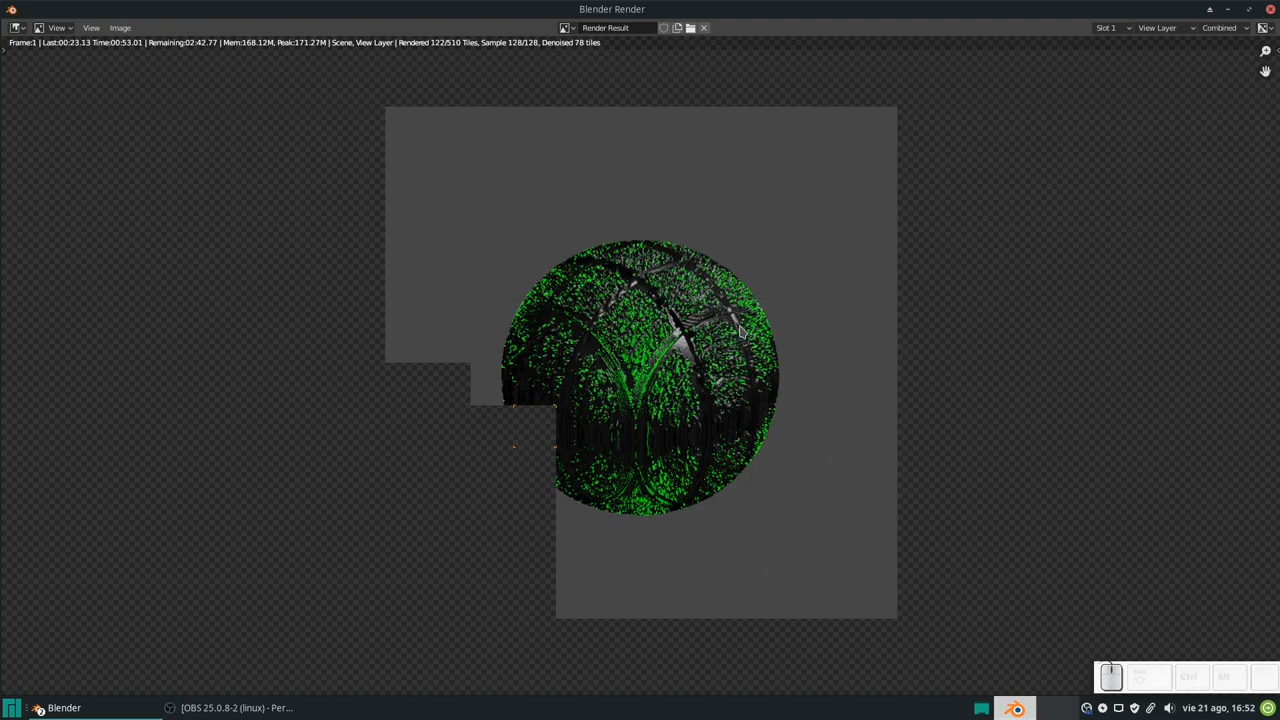 Blender Render
View
View
Image
Render Result
Slot 1
View Layer
Combined
Frame:1 | Last:00:23.13 Time:00:53.01 | Remaining:02:42.77 | Mem:168.12M, Peak:171.27M | Scene, View Layer | Rendered 122/510 Tiles, Sample 128/128, Denoised 78 tiles
Ctrl
Alt
Blender
[OBS 25.0.8-2 (linux) - Per...
vie 21 ago, 16:52